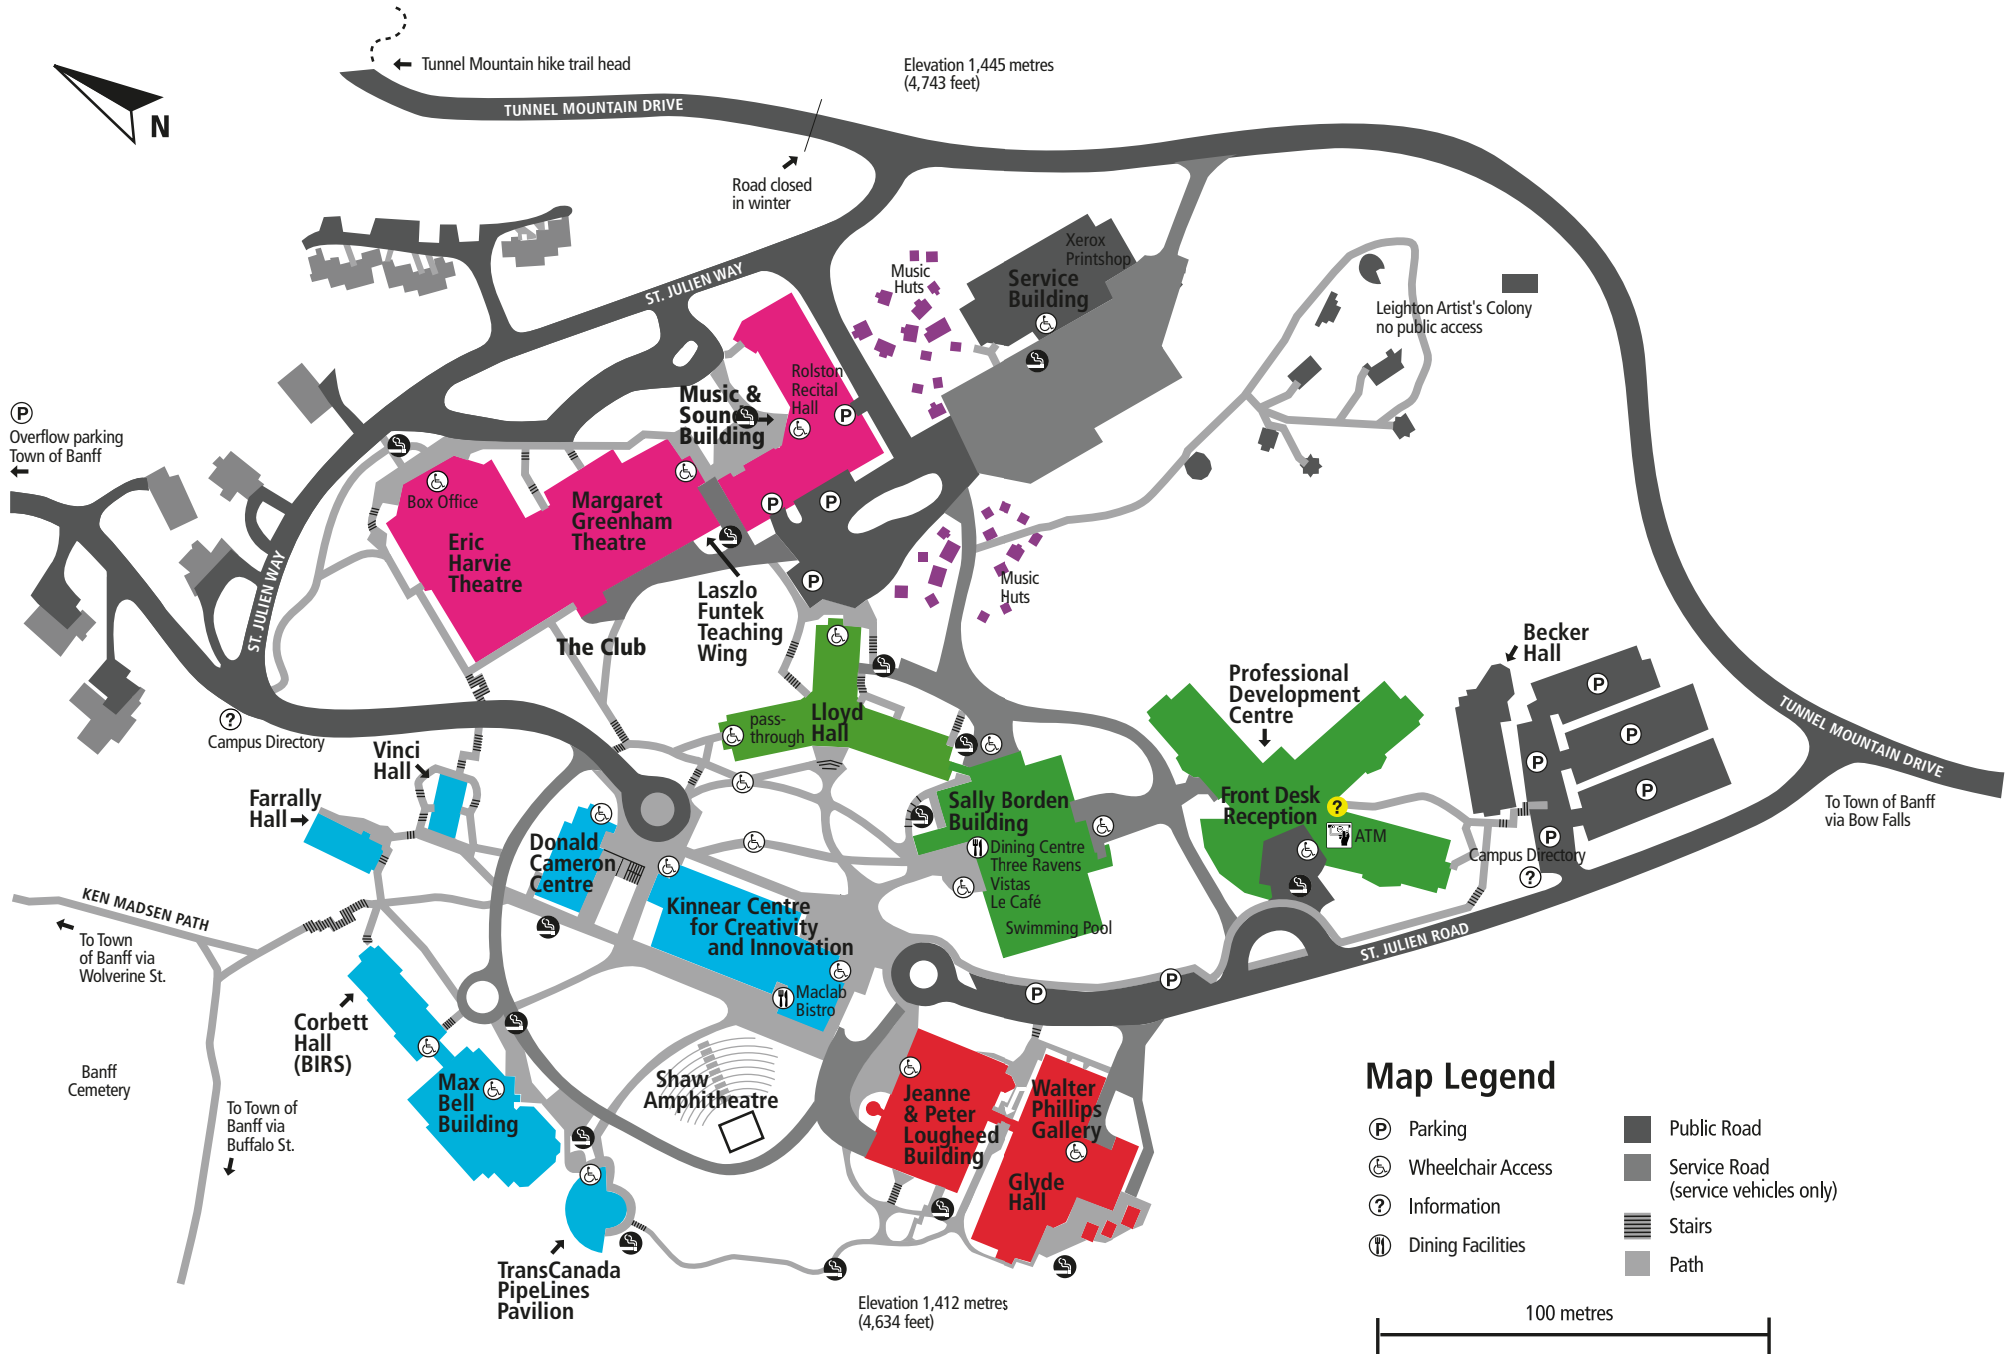 Tunnel Mountain hike trail head
Elevation 1,445 metres
(4,743 feet)
TUNNEL MOUNTAIN DRIVE
N
Road closed
in winter
ST. JULIEN WAY
Music
Huts
Xerox
Printshop
Service
Building
Leighton Artist's Colony
no public access
Rolston
Recital
Hall
Music &
Sound
Building
P
P
Overflow parking
Town of Banff
Box Office
Margaret
Greenham
Theatre
P
P
Eric
Harvie
Theatre
ST. JULIEN WAY
Laszlo
Funtek
Teaching
Wing
P
Music
Huts
The Club
Becker
Hall
Professional
Development
Centre
P
P
P
P
P
TUNNEL MOUNTAIN DRIVE
To Town of Banff
via Bow Falls
?
Campus Directory
pass-
through
Lloyd
Hall
Vinci
Hall
Farrally
Hall
Donald
Cameron
Centre
Sally Borden
Building
Dining Centre
Three Ravens
Vistas
Le Café
Swimming Pool
Front Desk
Reception
?
ATM
Campus Directory
?
KEN MADSEN PATH
To Town
of Banff via
Wolverine St.
Kinnear Centre
for Creativity
and Innovation
Maclab
Bistro
ST. JULIEN ROAD
P
P
Corbett
Hall
(BIRS)
Banff
Cemetery
To Town of
Banff via
Buffalo St.
Max
Bell
Building
Shaw
Amphitheatre
Jeanne
& Peter
Lougheed
Building
Walter
Phillips
Gallery
Glyde
Hall
TransCanada
PipeLines
Pavilion
Elevation 1,412 metres
(4,634 feet)
Map Legend
P Parking
Wheelchair Access
? Information
Dining Facilities
Public Road
Service Road
(service vehicles only)
Stairs
Path
100 metres